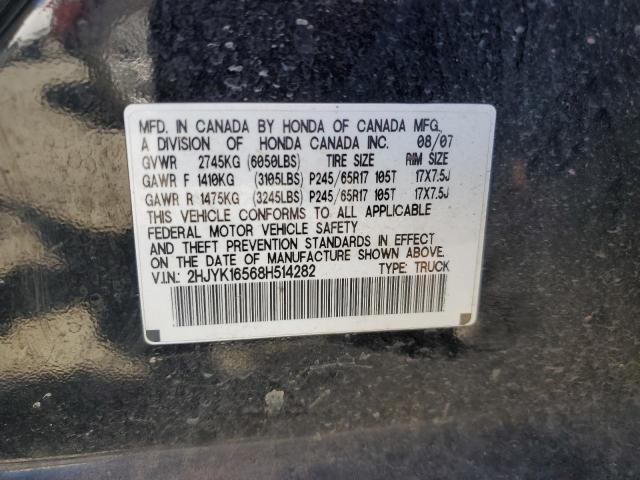 MFD. IN CANADA BY HONDA OF CANADA MFG.,
A DIVISION OF HONDA CANADA INC. 08/07
GVWR 2745KG (6050LBS) TIRE SIZE RIM SIZE
GAWR F 1410KG (3105LBS) P245/65R17 105T 17X7.5J
GAWR R 1475KG (3245LBS) P245/65R17 105T 17X7.5J
THIS VEHICLE CONFORMS TO ALL APPLICABLE
FEDERAL MOTOR VEHICLE SAFETY
AND THEFT PREVENTION STANDARDS IN EFFECT
ON THE DATE OF MANUFACTURE SHOWN ABOVE.
V.I.N.: 2HJYK16568H514282 TYPE: TRUCK